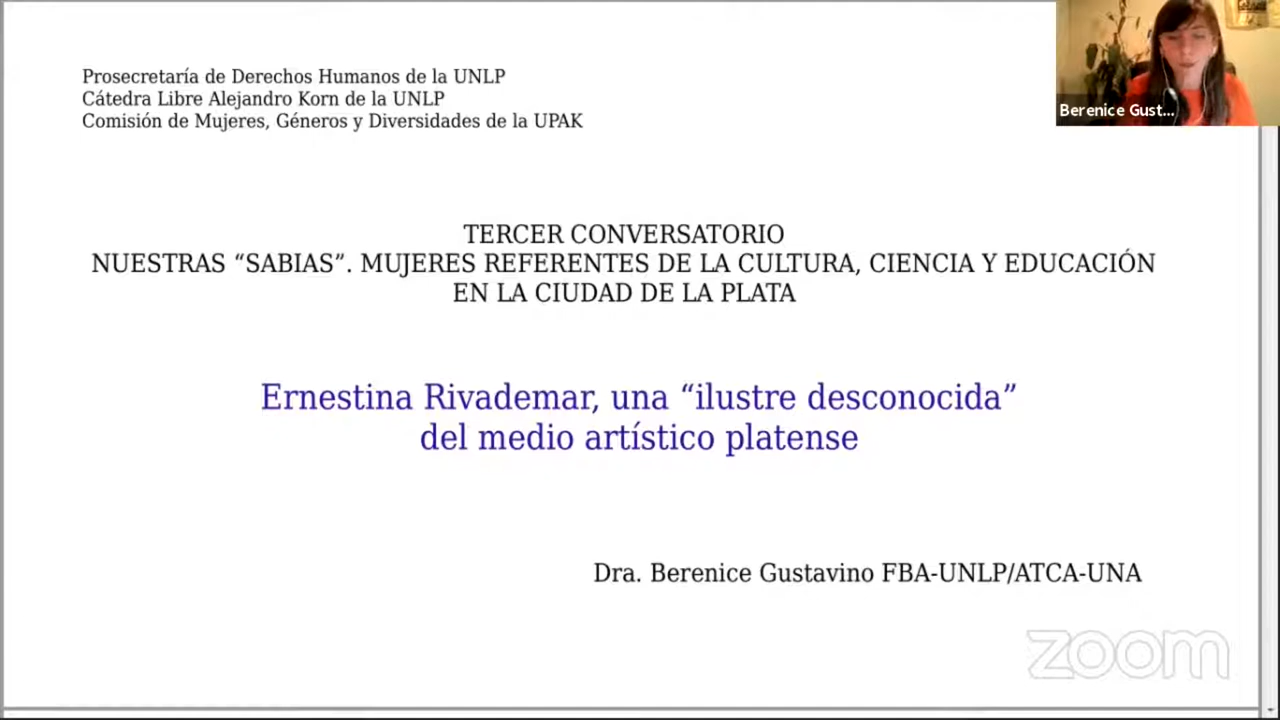 Prosecretaría de Derechos Humanos de la UNLP
Cátedra Libre Alejandro Korn de la UNLP
Comisión de Mujeres, Géneros y Diversidades de la UPAK
Berenice Gust...
TERCER CONVERSATORIO
NUESTRAS “SABIAS”. MUJERES REFERENTES DE LA CULTURA, CIENCIA Y EDUCACIÓN
EN LA CIUDAD DE LA PLATA
Ernestina Rivademar, una “ilustre desconocida”
del medio artístico platense
Dra. Berenice Gustavino FBA-UNLP/ATCA-UNA
zoom